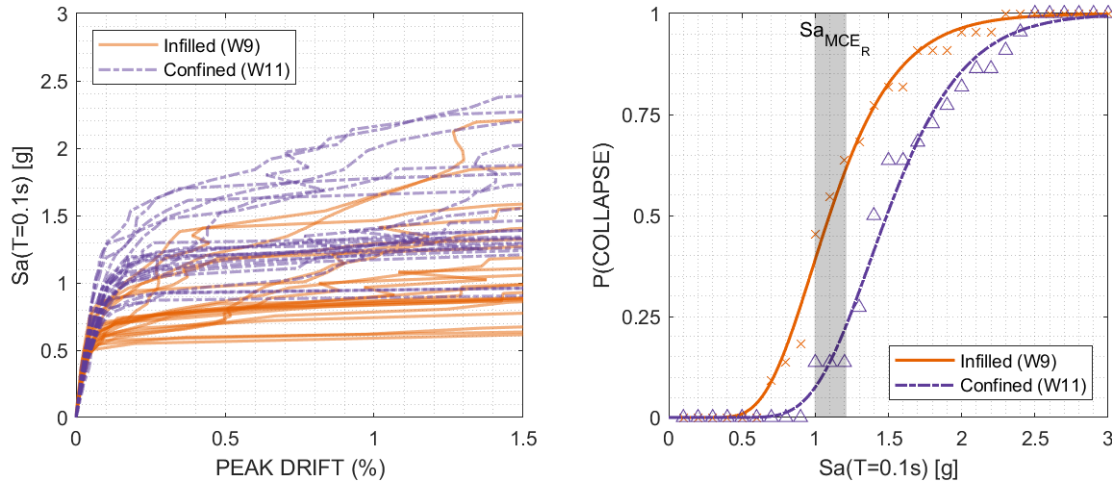 3
2.5
2
1.5
1
0.5
0
Sa(T=0.1s) [g]
Infilled (W9)
Confined (W11)
0
0.5
1
1.5
PEAK DRIFT (%)
1
0.75
0.5
0.25
0
P(COLLAPSE)
Sa_MCE_R
Infilled (W9)
Confined (W11)
0
0.5
1
1.5
2
2.5
3
Sa(T=0.1s) [g]